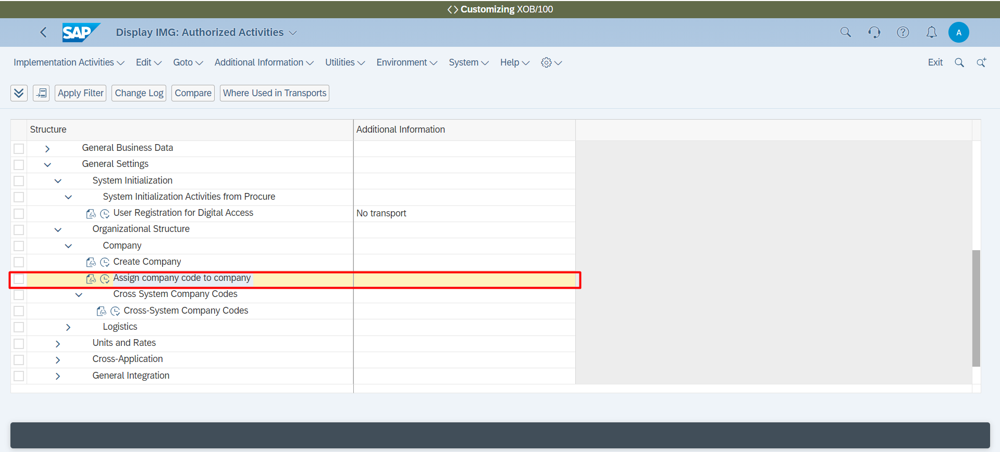 Customizing XOB/100
SAP Display IMG: Authorized Activities A
Implementation Activities Edit Goto Additional Information Utilities Environment System Help Exit
Apply Filter Change Log Compare Where Used in Transports
Structure Additional Information
General Business Data
General Settings
System Initialization
System Initialization Activities from Procure
User Registration for Digital Access No transport
Organizational Structure
Company
Create Company
Assign company code to company
Cross System Company Codes
Cross-System Company Codes
Logistics
Units and Rates
Cross-Application
General Integration